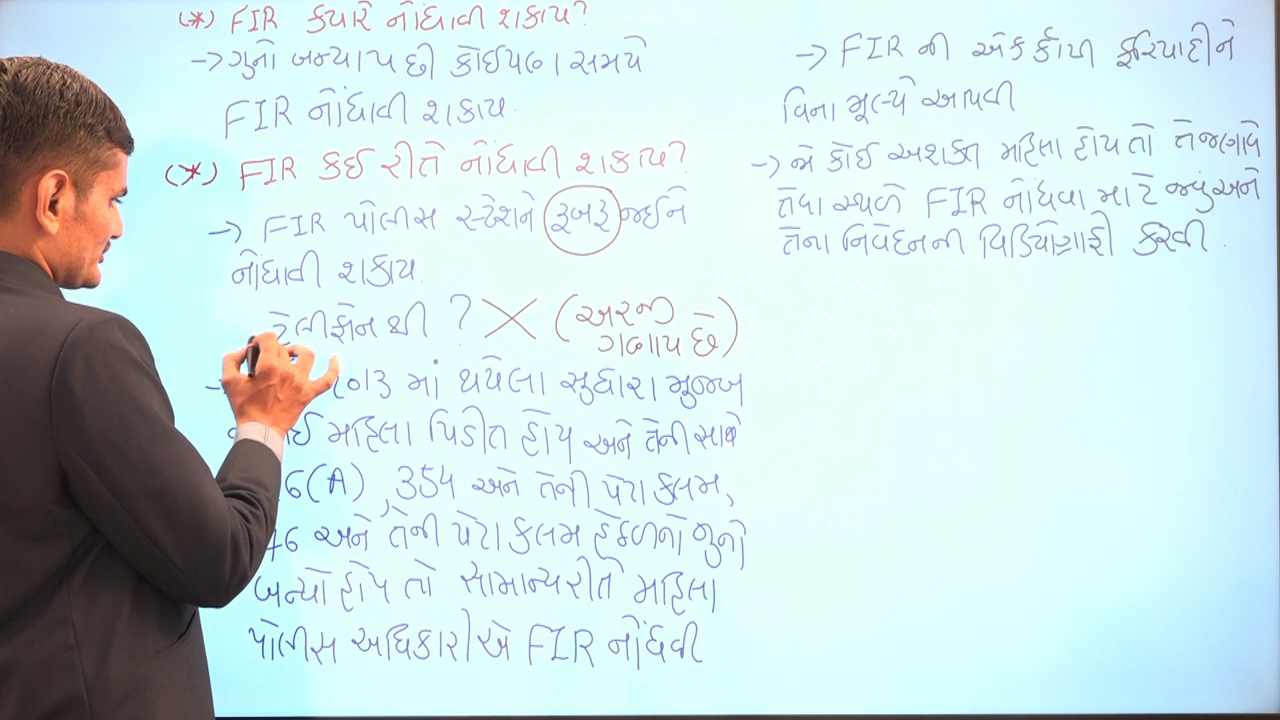 (*) FIR ક્યારે નોંધાવી શકાય?
→ ગુનો બન્યા પછી કોઈપણ સમયે
FIR નોંધાવી શકાય.
(*) FIR કઈ રીતે નોંધાવી શકાય?
→ FIR પોલીસ સ્ટેશને રૂબરૂ જઈને
નોંધાવી શકાય.
ટેલીફોન થી ? X (અરજી
ગણાય છે)
2013 માં થયેલા સુધારા મુજબ
મહિલા પિડીત હોય અને તેની સાથે
6(A), 354 અને તેની પેટા કલમ,
76 અને તેની પેટા કલમ હેઠળનો ગુનો
બન્યો હોય તો સામાન્ય રીતે મહિલા
પોલીસ અધિકારીએ FIR નોંધવી
→ FIR ની એક કોપી ફરિયાદીને
વિના મૂલ્યે આપવી
→ જો કોઈ અશક્ત મહિલા હોય તો તે જણાવે
તેવા સ્થળે FIR નોંધવા માટે જવું અને
તેના નિવેદનની વિડિયોગ્રાફી કરવી.